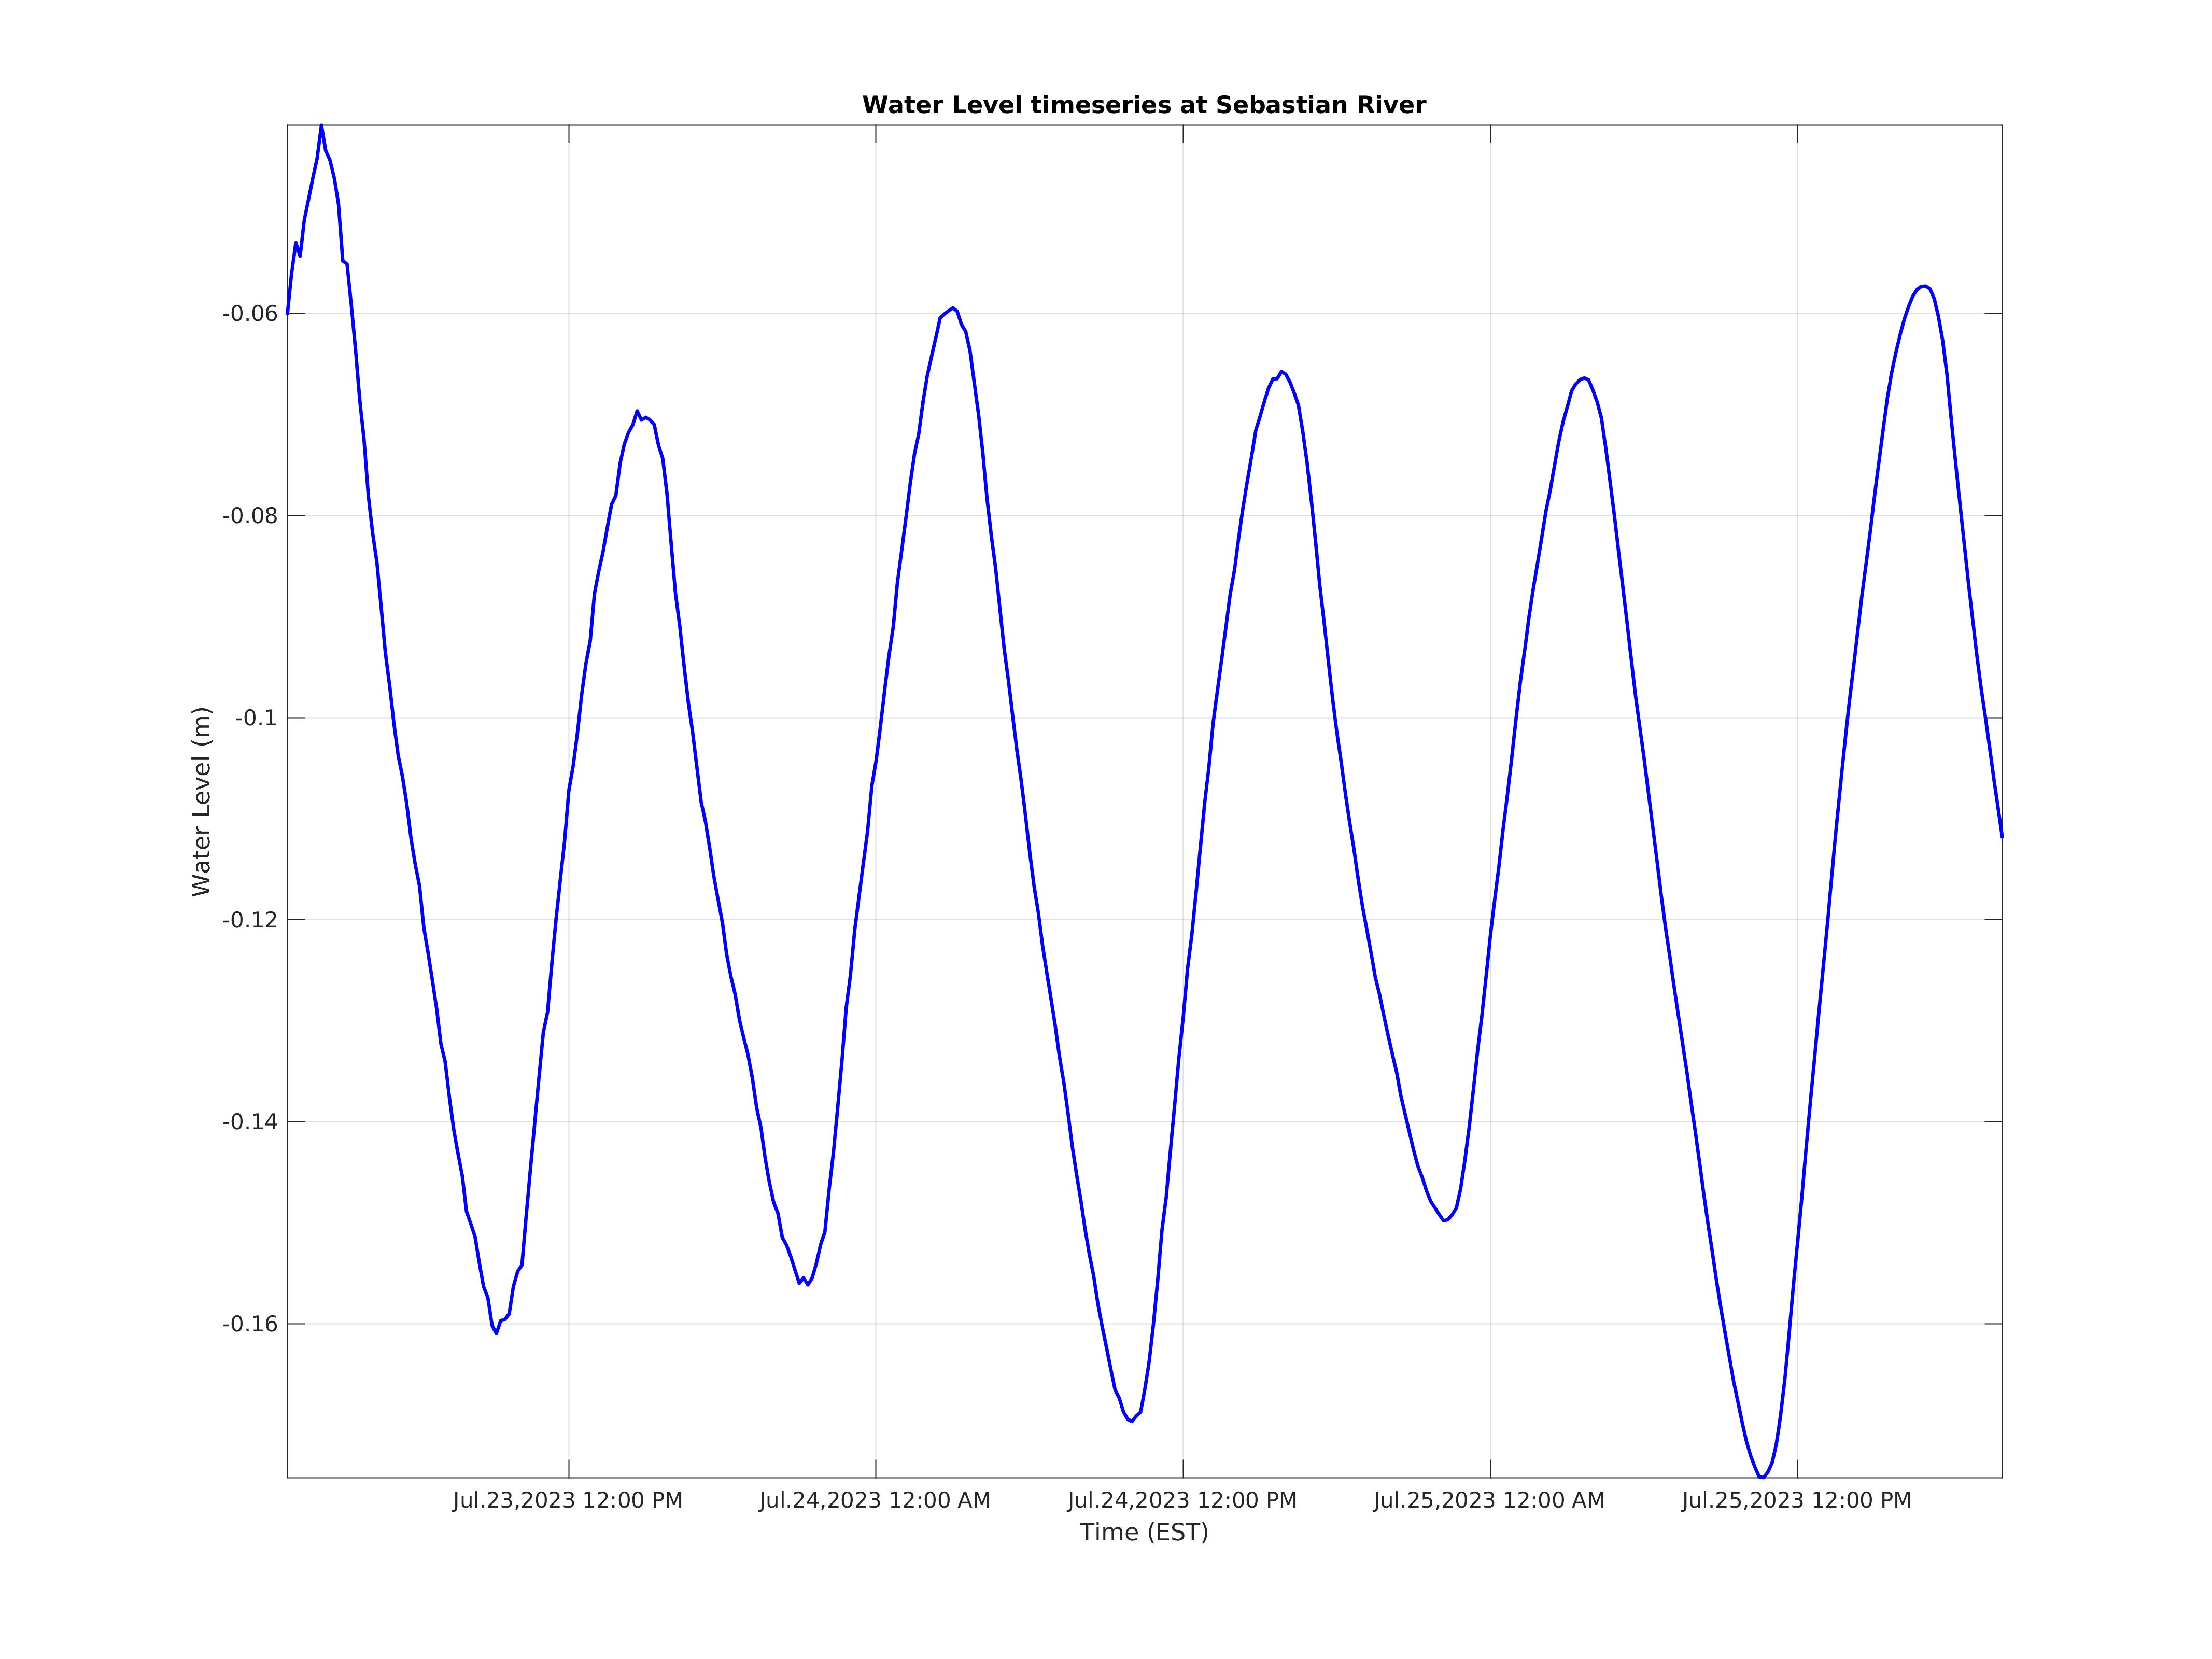 Water Level timeseries at Sebastian River
-0.06
-0.08
-0.1
-0.12
-0.14
-0.16
Water Level (m)
Jul.23,2023 12:00 PM
Jul.24,2023 12:00 AM
Jul.24,2023 12:00 PM
Jul.25,2023 12:00 AM
Jul.25,2023 12:00 PM
Time (EST)